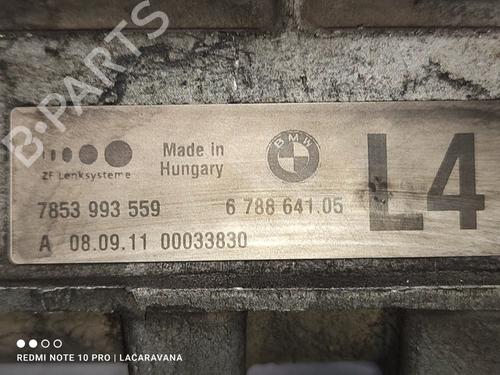 B-PARTS
Made in
Hungary
BMW
L4
ZF Lenksysteme
7853 993 559
6 788 641.05
A 08.09.11 00033830
REDMI NOTE 10 PRO | LACARAVANA